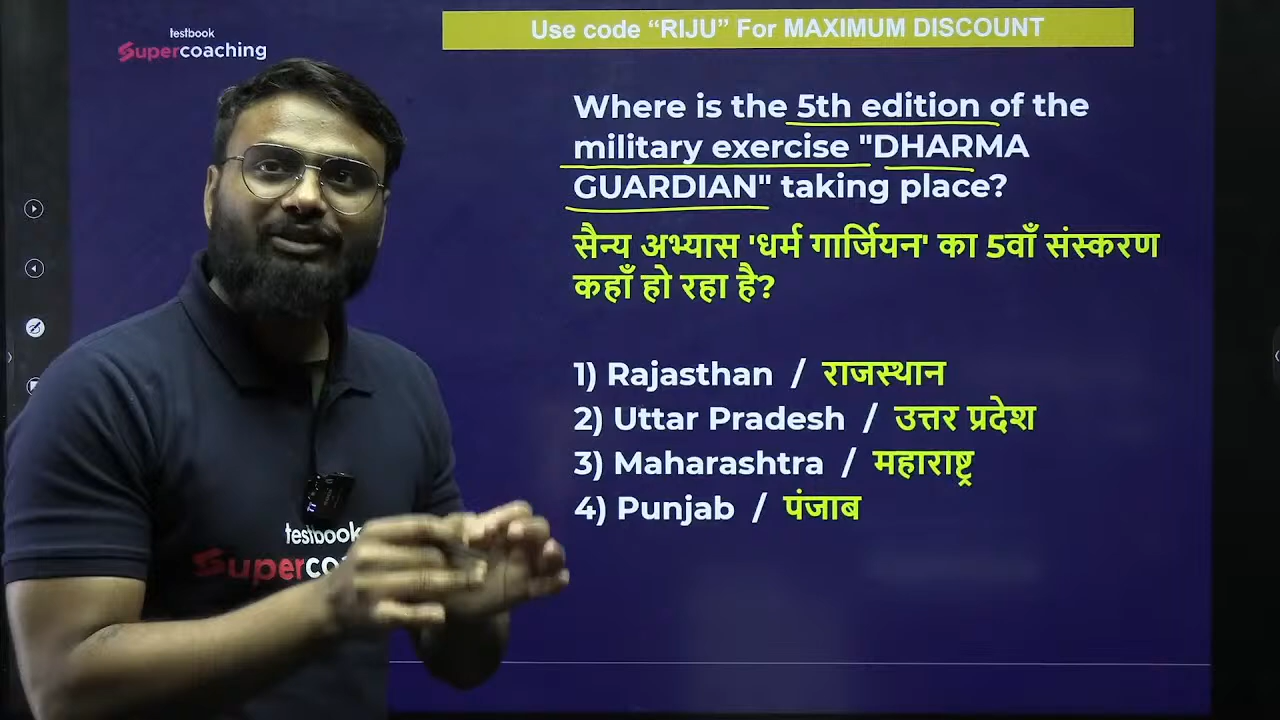 testbook
Supercoaching
Use code “RIJU” For MAXIMUM DISCOUNT
Where is the 5th edition of the
military exercise "DHARMA
GUARDIAN" taking place?
सैन्य अभ्यास 'धर्म गार्जियन' का 5वाँ संस्करण
कहाँ हो रहा है?
1) Rajasthan / राजस्थान
2) Uttar Pradesh / उत्तर प्रदेश
3) Maharashtra / महाराष्ट्र
4) Punjab / पंजाब
testbook
Superco